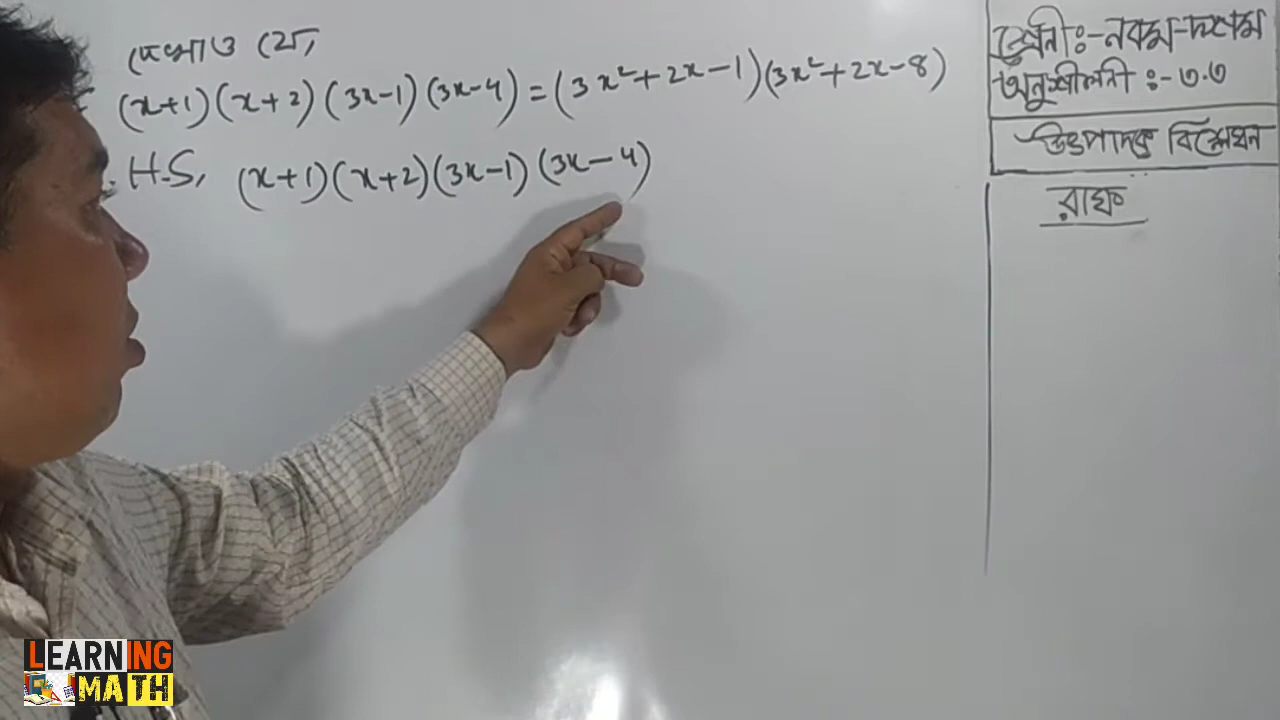 দেখাও যে,
(x+1)(x+2)(3x-1)(3x-4)=(3x²+2x-1)(3x²+2x-8)
.H.S, (x+1)(x+2)(3x-1)(3x-4)
শ্রেনী:-নবম-দশম
অনুশীলনী:-৩.৩
উৎপাদক বিশ্লেষন
রাফ
LEARNING
MATH